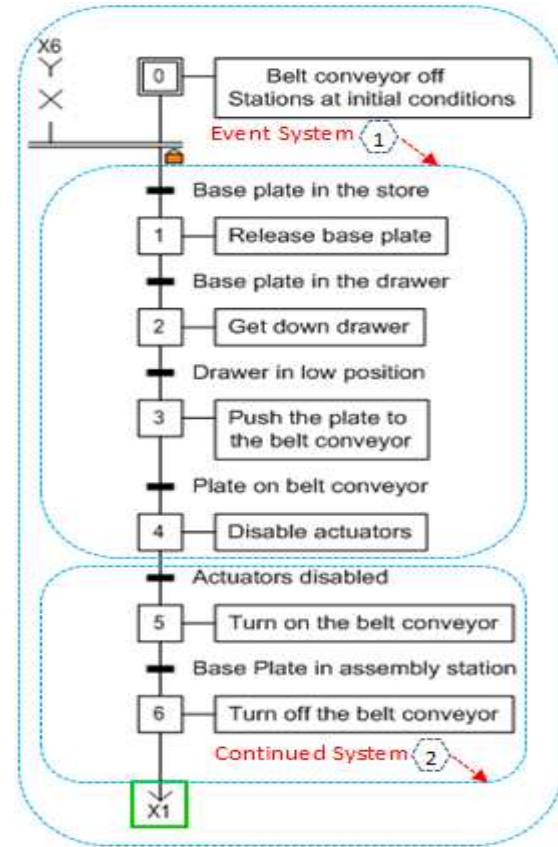 X6
0
Belt conveyor off
Stations at initial conditions
Event System
1
Base plate in the store
1
Release base plate
Base plate in the drawer
2
Get down drawer
Drawer in low position
3
Push the plate to
the belt conveyor
Plate on belt conveyor
4
Disable actuators
Actuators disabled
5
Turn on the belt conveyor
Base Plate in assembly station
6
Turn off the belt conveyor
Continued System
2
X1